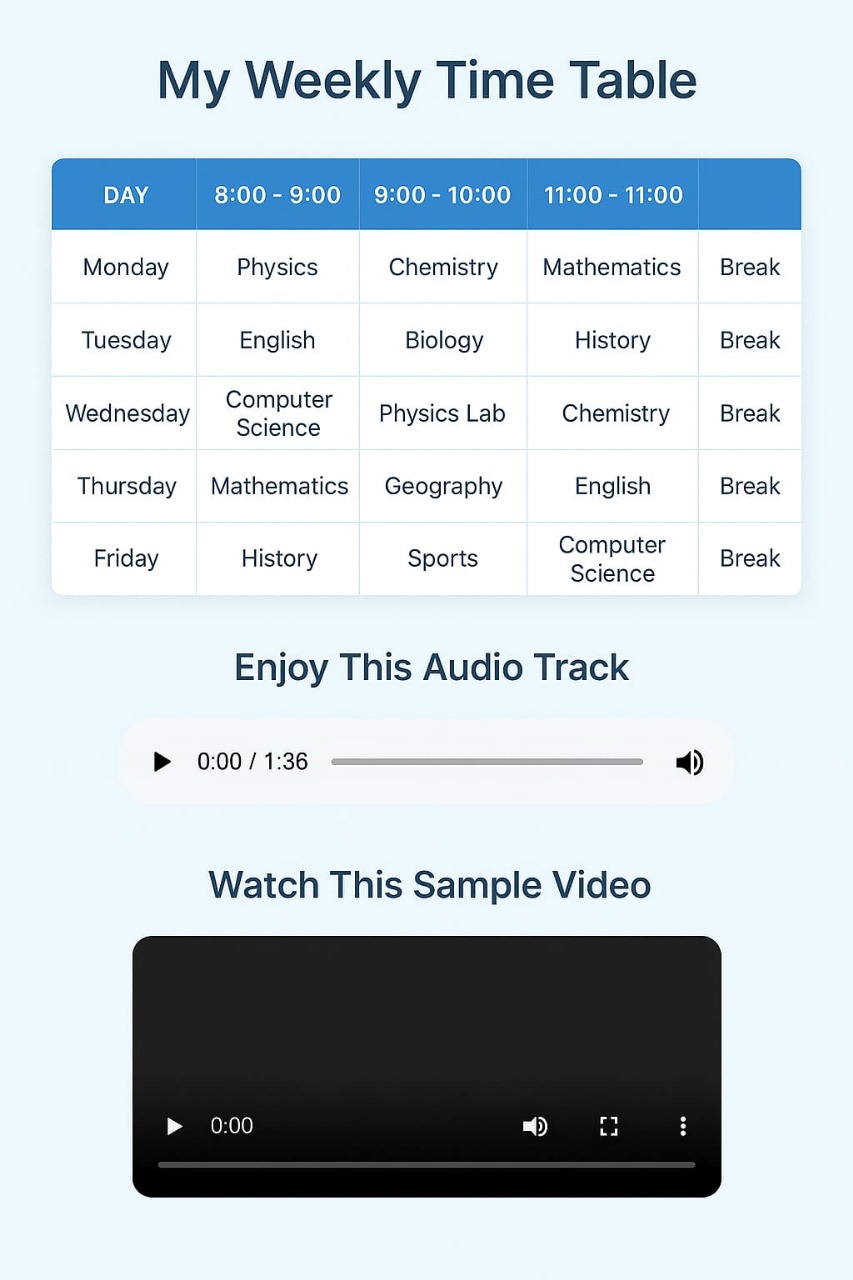 My Weekly Time Table
DAY 8:00 - 9:00 9:00 - 10:00 11:00 - 11:00
Monday Physics Chemistry Mathematics Break
Tuesday English Biology History Break
Wednesday Computer Science Physics Lab Chemistry Break
Thursday Mathematics Geography English Break
Friday History Sports Computer Science Break
Enjoy This Audio Track
0:00 / 1:36
Watch This Sample Video
0:00